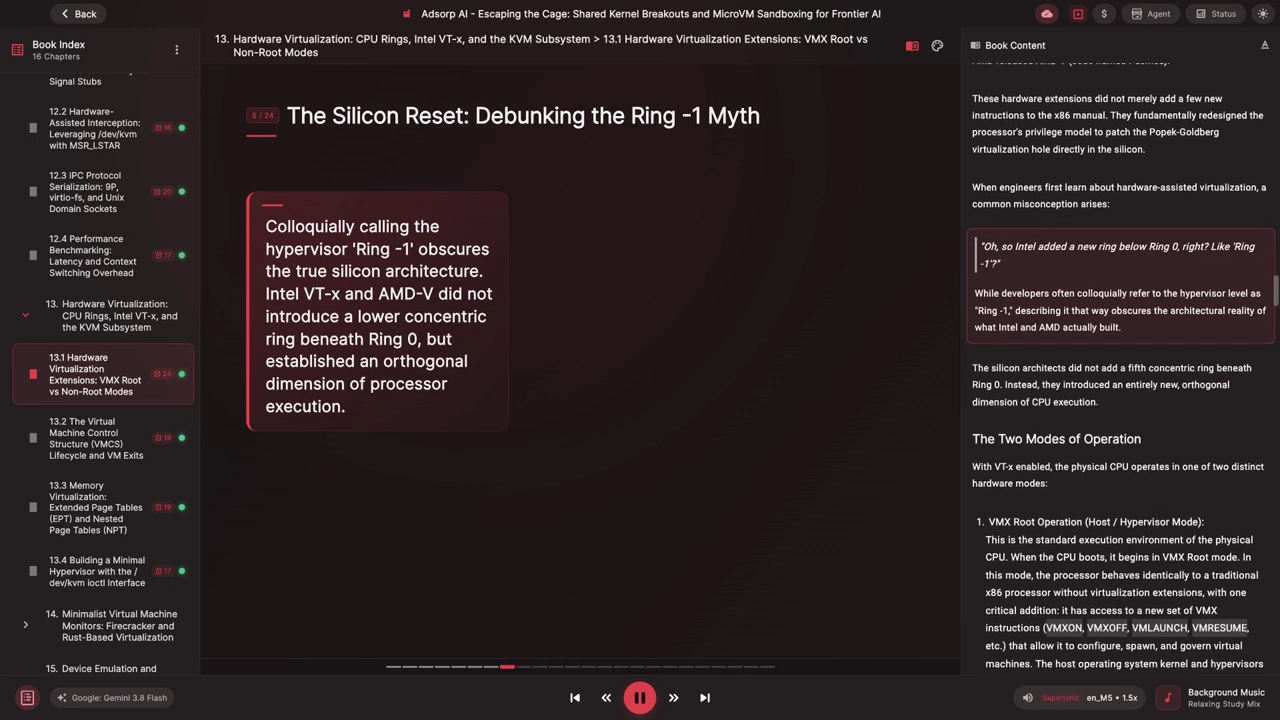 Back
Adsorp AI - Escaping the Cage: Shared Kernel Breakouts and MicroVM Sandboxing for Frontier AI
$
Agent
Status
Book Index
16 Chapters
Signal Stubs
12.2 Hardware-
Assisted Interception:
Leveraging /dev/kvm
with MSR_LSTAR
16
12.3 IPC Protocol
Serialization: 9P,
virtio-fs, and Unix
Domain Sockets
20
12.4 Performance
Benchmarking:
Latency and Context
Switching Overhead
17
13. Hardware Virtualization:
CPU Rings, Intel VT-x, and
the KVM Subsystem
13.1 Hardware
Virtualization
Extensions: VMX Root
vs Non-Root Modes
24
13.2 The Virtual
Machine Control
Structure (VMCS)
Lifecycle and VM Exits
19
13.3 Memory
Virtualization:
Extended Page Tables
(EPT) and Nested
Page Tables (NPT)
19
13.4 Building a Minimal
Hypervisor with the /
dev/kvm ioctl Interface
17
14. Minimalist Virtual Machine
Monitors: Firecracker and
Rust-Based Virtualization
15. Device Emulation and
13. Hardware Virtualization: CPU Rings, Intel VT-x, and the KVM Subsystem > 13.1 Hardware Virtualization Extensions: VMX Root vs
Non-Root Modes
8 / 24
The Silicon Reset: Debunking the Ring -1 Myth
Colloquially calling the
hypervisor 'Ring -1' obscures
the true silicon architecture.
Intel VT-x and AMD-V did not
introduce a lower concentric
ring beneath Ring 0, but
established an orthogonal
dimension of processor
execution.
Book Content
These hardware extensions did not merely add a few new
instructions to the x86 manual. They fundamentally redesigned the
processor's privilege model to patch the Popek-Goldberg
virtualization hole directly in the silicon.
When engineers first learn about hardware-assisted virtualization, a
common misconception arises:
"Oh, so Intel added a new ring below Ring 0, right? Like 'Ring
-1'?"
While developers often colloquially refer to the hypervisor level as
"Ring -1," describing it that way obscures the architectural reality of
what Intel and AMD actually built.
The silicon architects did not add a fifth concentric ring beneath
Ring 0. Instead, they introduced an entirely new, orthogonal
dimension of CPU execution.
The Two Modes of Operation
With VT-x enabled, the physical CPU operates in one of two distinct
hardware modes:
1. VMX Root Operation (Host / Hypervisor Mode):
This is the standard execution environment of the physical
CPU. When the CPU boots, it begins in VMX Root mode. In
this mode, the processor behaves identically to a traditional
x86 processor without virtualization extensions, with one
critical addition: it has access to a new set of VMX
instructions (VMXON, VMXOFF, VMLAUNCH, VMRESUME,
etc.) that allow it to configure, spawn, and govern virtual
machines. The host operating system kernel and hypervisors
Google: Gemini 3.8 Flash
Supertonic en_M5 • 1.5x
Background Music
Relaxing Study Mix